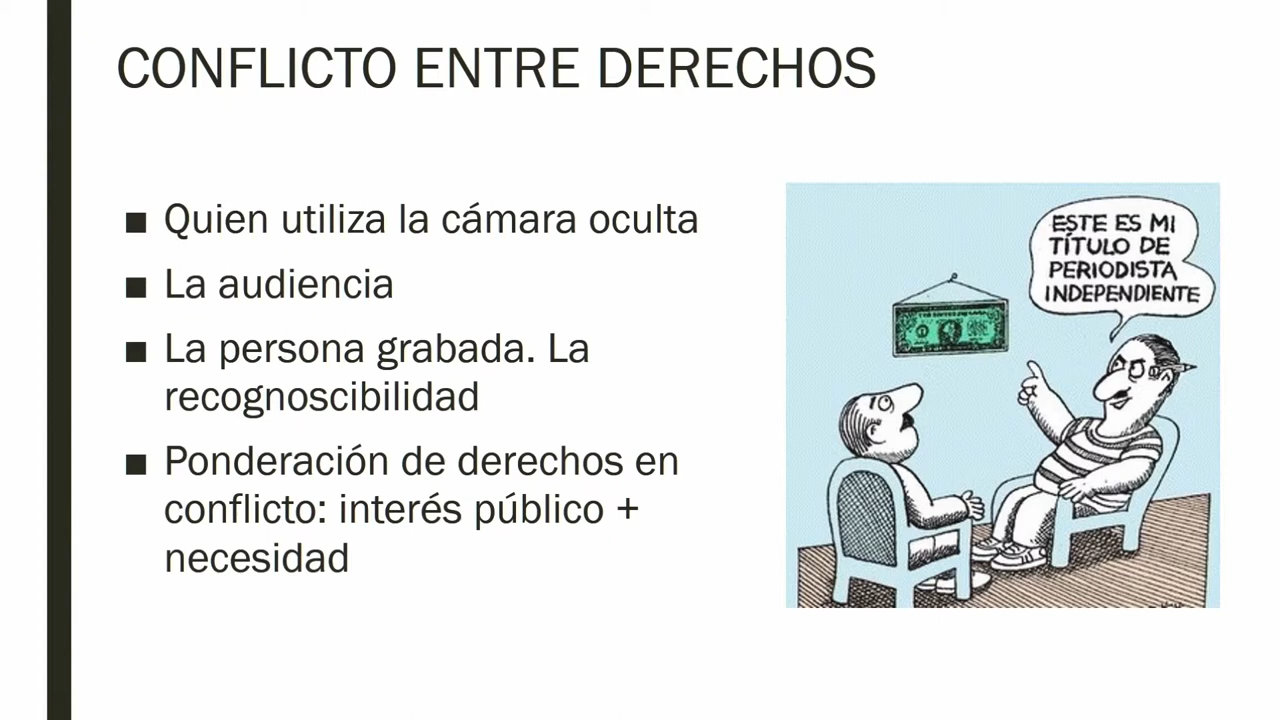 CONFLICTO ENTRE DERECHOS
■ Quien utiliza la cámara oculta
■ La audiencia
■ La persona grabada. La
recognoscibilidad
■ Ponderación de derechos en
conflicto: interés público +
necesidad
ESTE ES MI
TÍTULO DE
PERIODISTA
INDEPENDIENTE